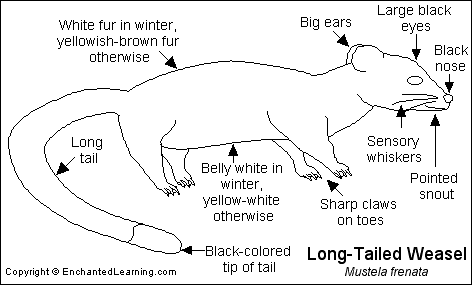 White fur in winter,
yellowish-brown fur
otherwise
Big ears
Large black
eyes
Black
nose
Long
tail
Belly white in
winter,
yellow-white
otherwise
Sensory
whiskers
Pointed
snout
Sharp claws
on toes
Black-colored
tip of tail
Long-Tailed Weasel
Mustela frenata
Copyright © EnchantedLearning.com